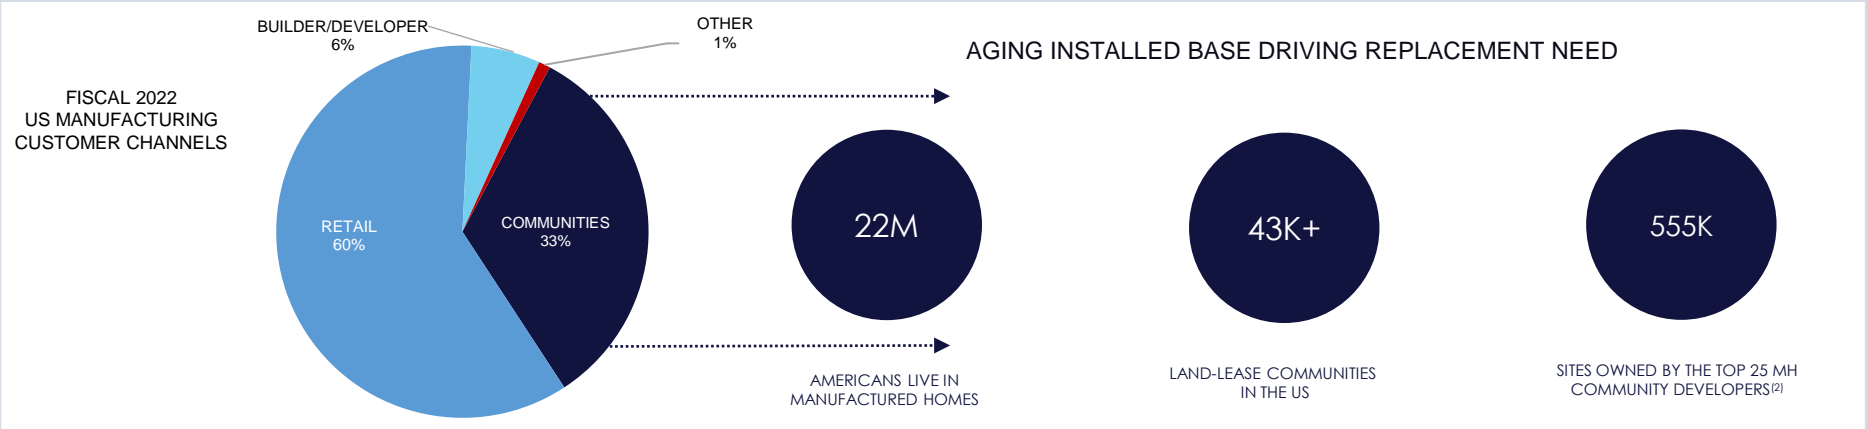 FISCAL 2022
US MANUFACTURING
CUSTOMER CHANNELS
BUILDER/DEVELOPER
6%
OTHER
1%
RETAIL
60%
COMMUNITIES
33%
AGING INSTALLED BASE DRIVING REPLACEMENT NEED
22M
AMERICANS LIVE IN
MANUFACTURED HOMES
43K+
LAND-LEASE COMMUNITIES
IN THE US
555K
SITES OWNED BY THE TOP 25 MH
COMMUNITY DEVELOPERS(2)